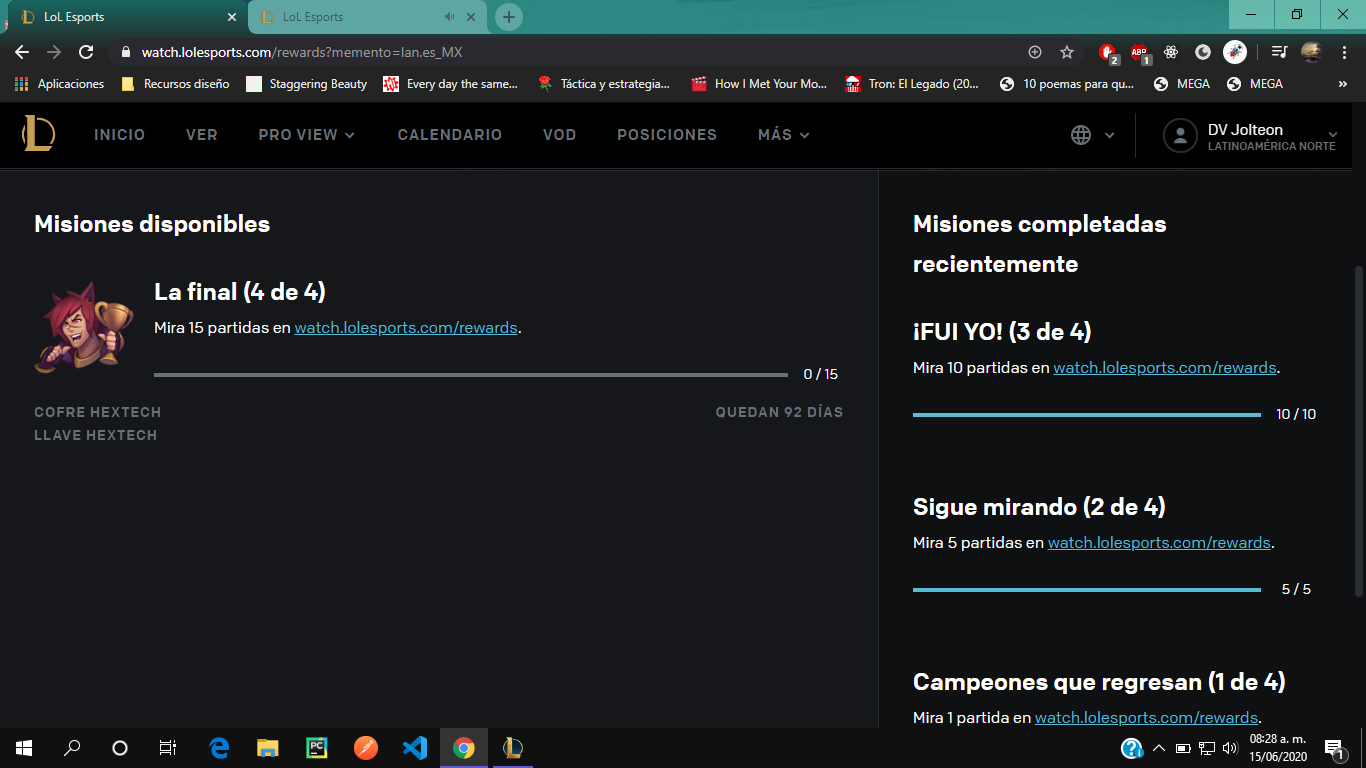 LoL Esports
LoL Esports
watch.lolesports.com/rewards?memento=lan.es_MX
2
1
Aplicaciones
Recursos diseño
Staggering Beauty
Every day the same...
Táctica y estrategia...
How I Met Your Mo...
Tron: El Legado (20...
10 poemas para qu...
MEGA
MEGA
»
INICIO
VER
PRO VIEW
CALENDARIO
VOD
POSICIONES
MÁS
DV Jolteon
LATINOAMÉRICA NORTE
Misiones disponibles
La final (4 de 4)
Mira 15 partidas en watch.lolesports.com/rewards.
0 / 15
COFRE HEXTECH
QUEDAN 92 DÍAS
LLAVE HEXTECH
Misiones completadas
recientemente
¡FUI YO! (3 de 4)
Mira 10 partidas en watch.lolesports.com/rewards.
10 / 10
Sigue mirando (2 de 4)
Mira 5 partidas en watch.lolesports.com/rewards.
5 / 5
Campeones que regresan (1 de 4)
Mira 1 partida en watch.lolesports.com/rewards.
08:28 a. m.
15/06/2020
1